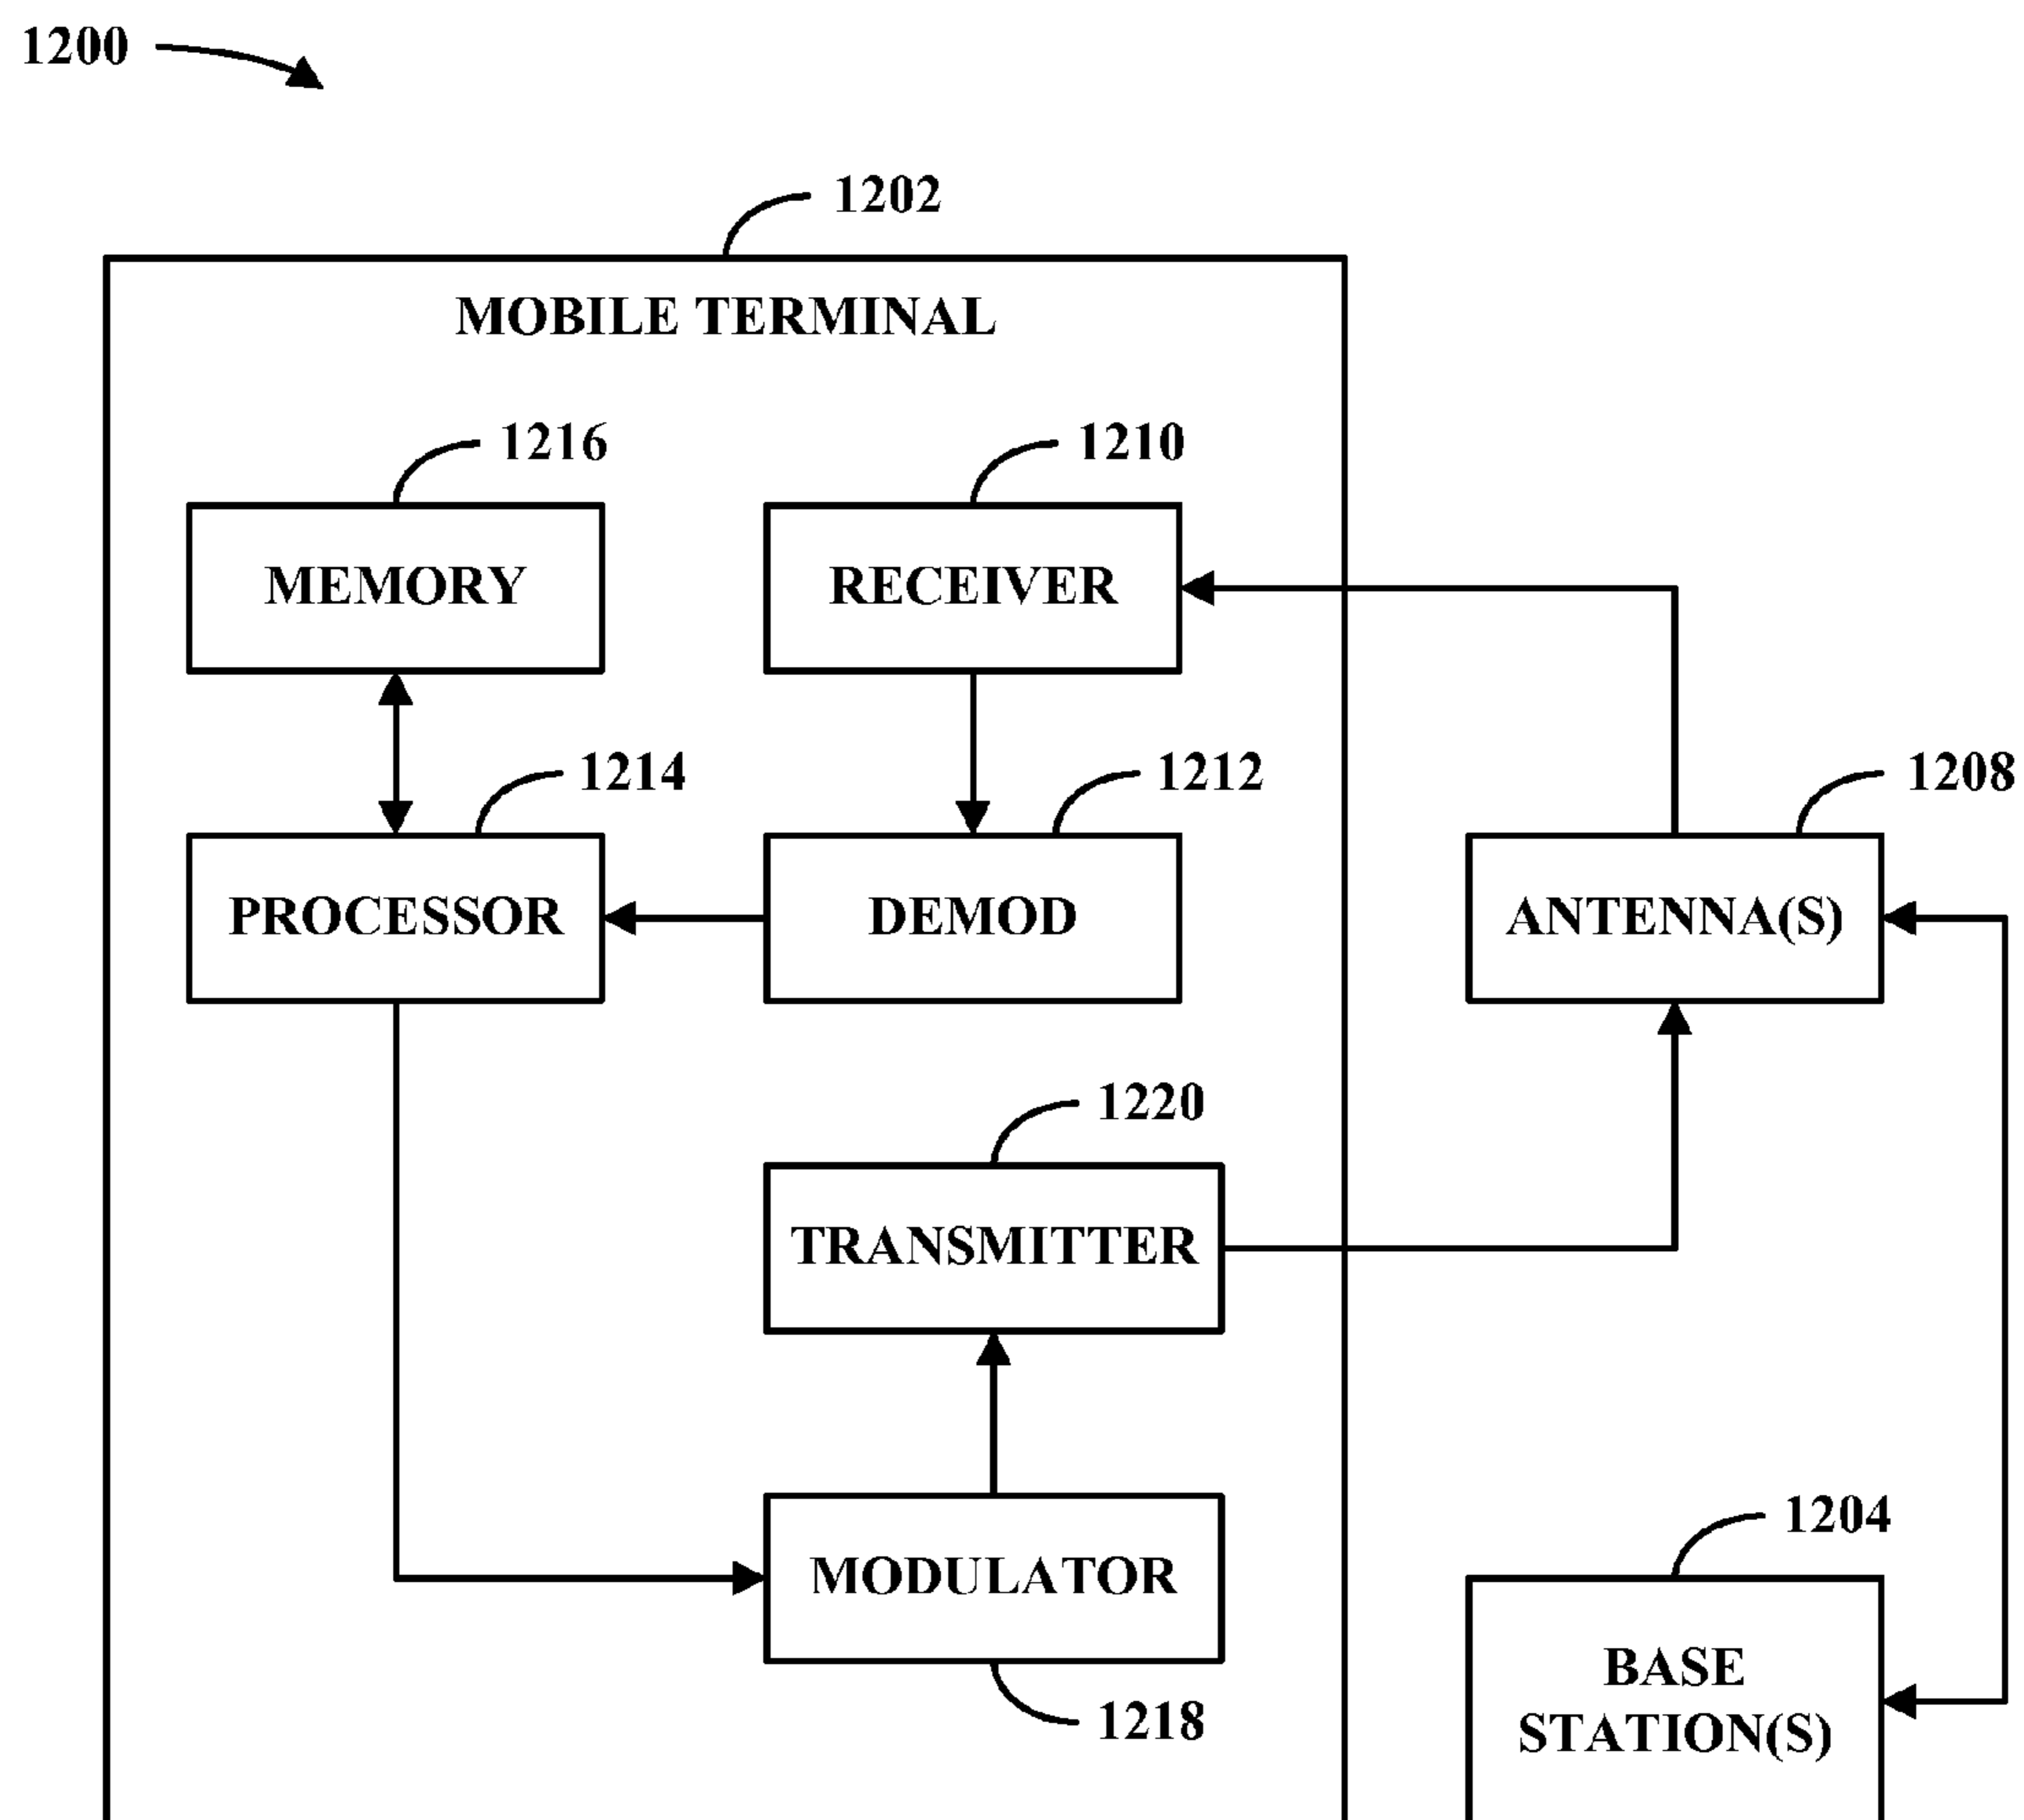 1200
1202
MOBILE TERMINAL
1216
1210
MEMORY
RECEIVER
1214
1212
1208
PROCESSOR
DEMOD
ANTENNA(S)
1220
TRANSMITTER
1204
MODULATOR
BASE
STATION(S)
1218